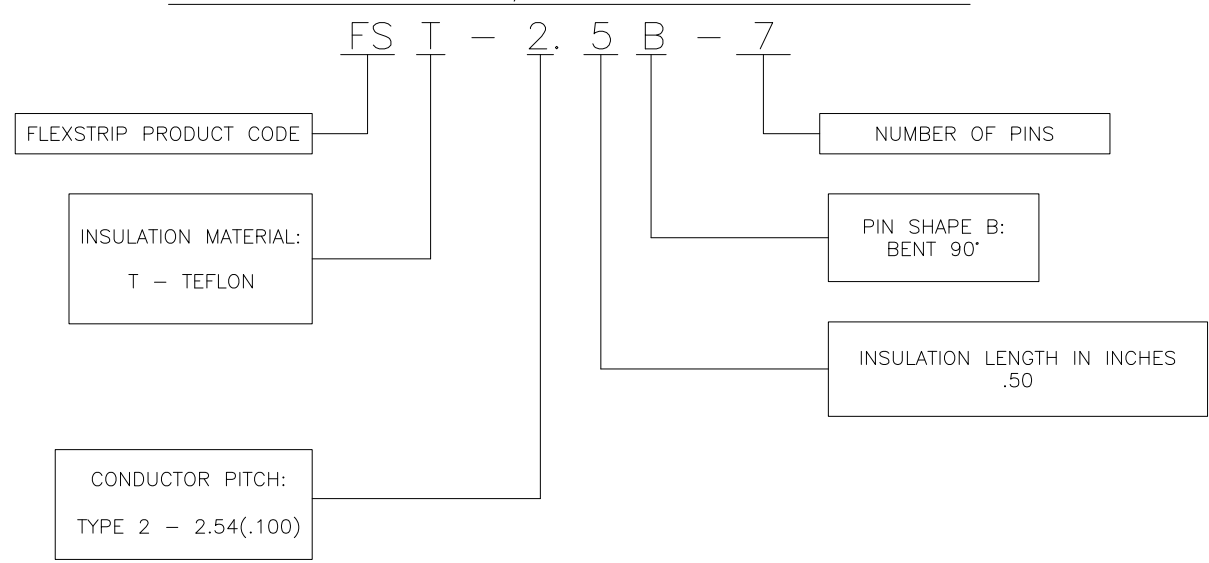 FS T - 2. 5 B - 7
FLEXSTRIP PRODUCT CODE
NUMBER OF PINS
INSULATION MATERIAL:
T - TEFLON
PIN SHAPE B:
BENT 90°
INSULATION LENGTH IN INCHES
.50
CONDUCTOR PITCH:
TYPE 2 - 2.54(.100)